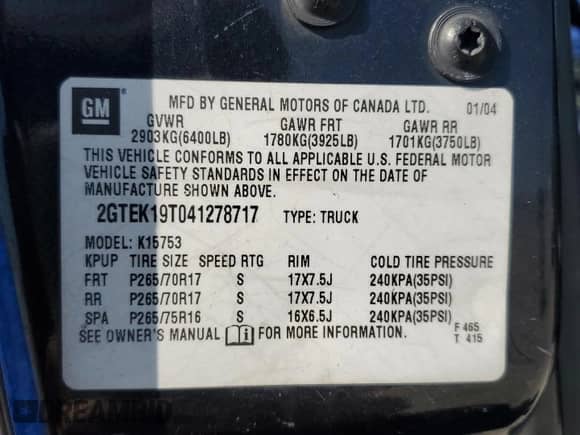 GM
MFD BY GENERAL MOTORS OF CANADA LTD. 01/04
GVWR GAWR FRT GAWR RR
2903KG(6400LB) 1780KG(3925LB) 1701KG(3750LB)
THIS VEHICLE CONFORMS TO ALL APPLICABLE U.S. FEDERAL MOTOR
VEHICLE SAFETY STANDARDS IN EFFECT ON THE DATE OF
MANUFACTURE SHOWN ABOVE.
2GTEK19T041278717 TYPE: TRUCK
MODEL: K15753
KPUP TIRE SIZE SPEED RTG RIM COLD TIRE PRESSURE
FRT P265/70R17 S 17X7.5J 240KPA(35PSI)
RR P265/70R17 S 17X7.5J 240KPA(35PSI)
SPA P265/75R16 S 16X6.5J 240KPA(35PSI)
SEE OWNER'S MANUAL FOR MORE INFORMATION. F 465
T 415
DREAMBID